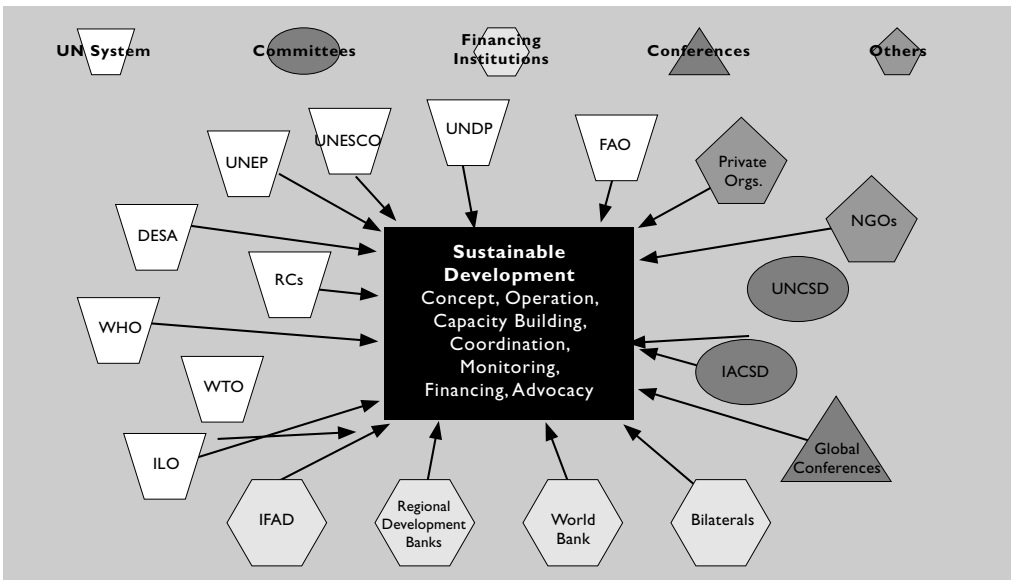 UN System
Committees
Financing
Institutions
Conferences
Others
UNEP
UNESCO
UNDP
FAO
Private
Orgs.
DESA
NGOs
RCs
UNCSD
WHO
IACSD
WTO
ILO
Global
Conferences
Sustainable
Development
Concept, Operation,
Capacity Building,
Coordination,
Monitoring,
Financing, Advocacy
IFAD
Regional
Development
Banks
World
Bank
Bilaterals